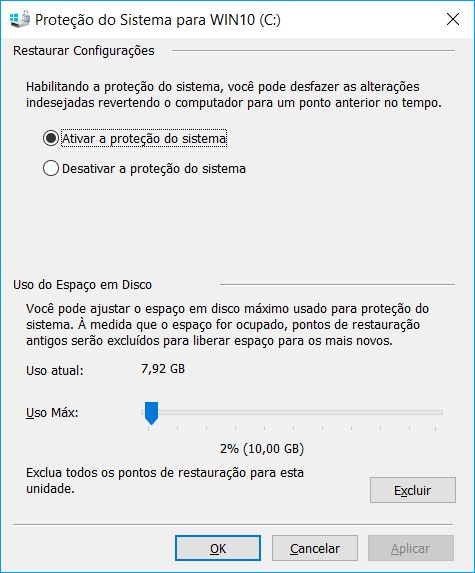 Proteção do Sistema para WIN10 (C:)
Restaurar Configurações
Habilitando a proteção do sistema, você pode desfazer as alterações
indesejadas revertendo o computador para um ponto anterior no tempo.
Ativar a proteção do sistema
Desativar a proteção do sistema
Uso do Espaço em Disco
Você pode ajustar o espaço em disco máximo usado para proteção do
sistema. À medida que o espaço for ocupado, pontos de restauração
antigos serão excluídos para liberar espaço para os mais novos.
Uso atual: 7,92 GB
Uso Máx:
2% (10,00 GB)
Exclua todos os pontos de restauração para esta
unidade.
Excluir
OK Cancelar Aplicar